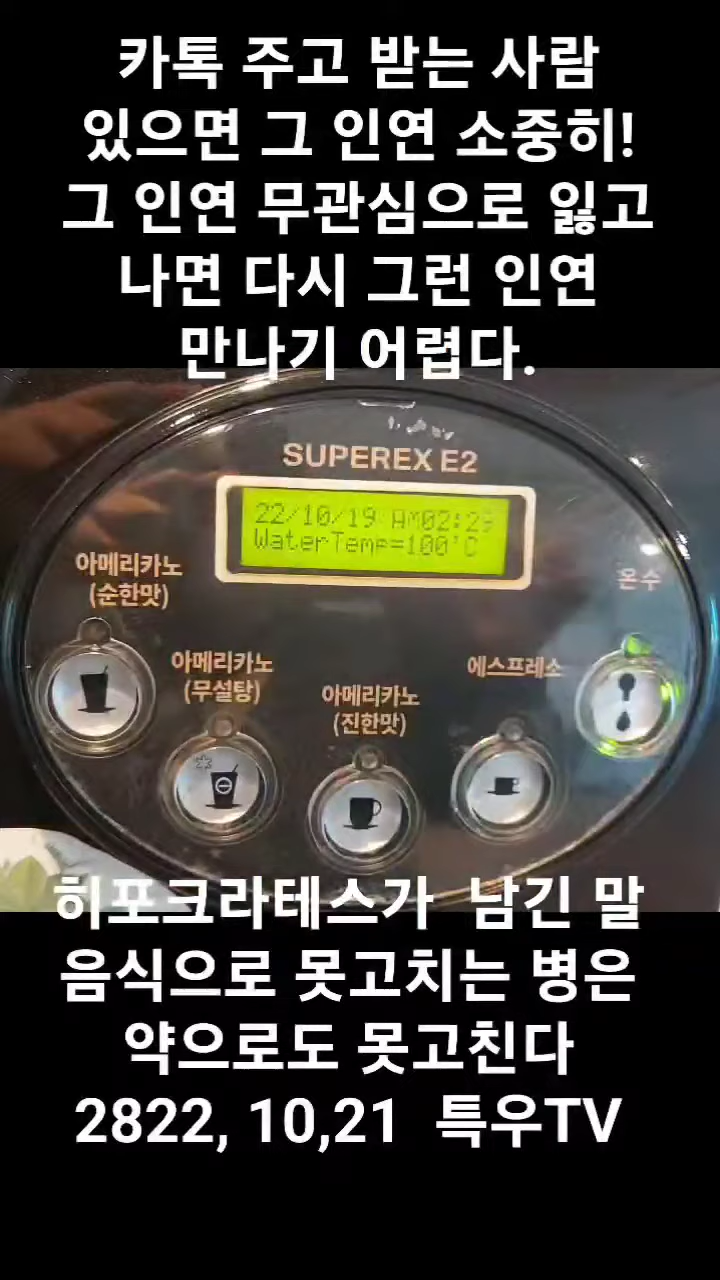 카톡 주고 받는 사람
있으면 그 인연 소중히!
그 인연 무관심으로 잃고
나면 다시 그런 인연
만나기 어렵다.
SUPEREX E2
22/10/19 AM02:29
WaterTemp=100'C
아메리카노
(순한맛)
아메리카노
(무설탕)
아메리카노
(진한맛)
에스프레소
온수
히포크라테스가 남긴 말
음식으로 못고치는 병은
약으로도 못고친다
2822, 10,21 특우TV